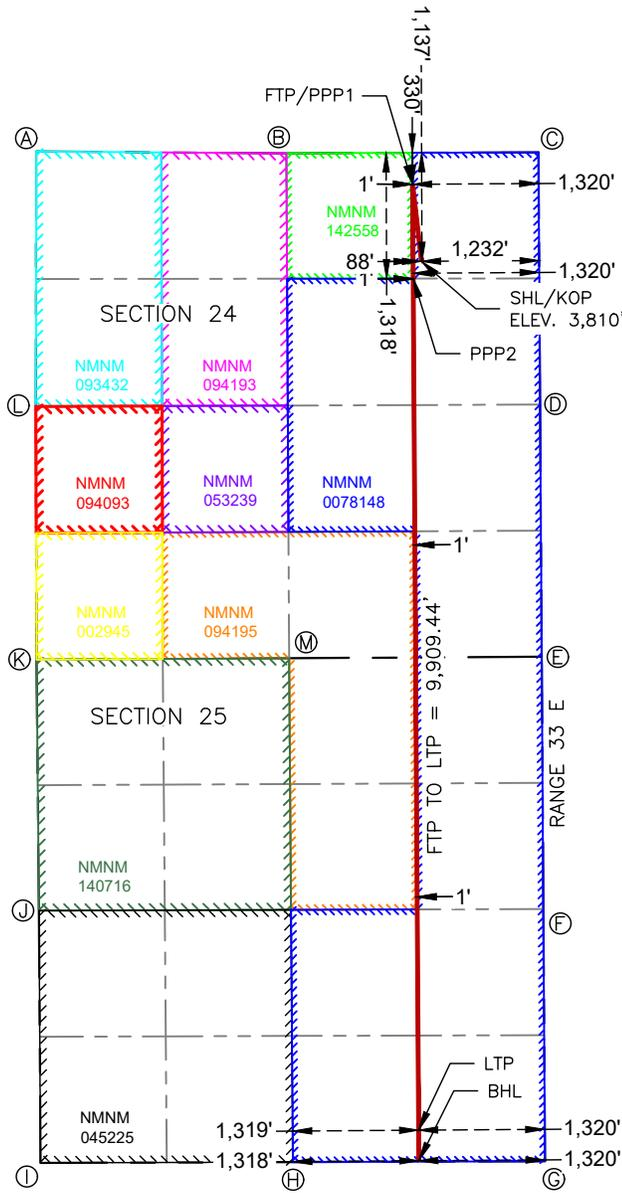 1,137'
330'
FTP/PPP1
A
B
C
1'
1,320'
NMNM
142558
88'
1,232'
1'
1,320'
SECTION 24
1,318'
SHL/KOP
ELEV. 3,810'
PPP2
NMNM
093432
NMNM
094193
L
D
NMNM
094093
NMNM
053239
NMNM
0078148
1'
NMNM
002945
NMNM
094195
M
K
E
SECTION 25
FTP TO LTP = 9,909.44'
RANGE 33 E
NMNM
140716
1'
J
F
LTP
BHL
NMNM
045225
1,319'
1,320'
1,318'
1,320'
I
H
G